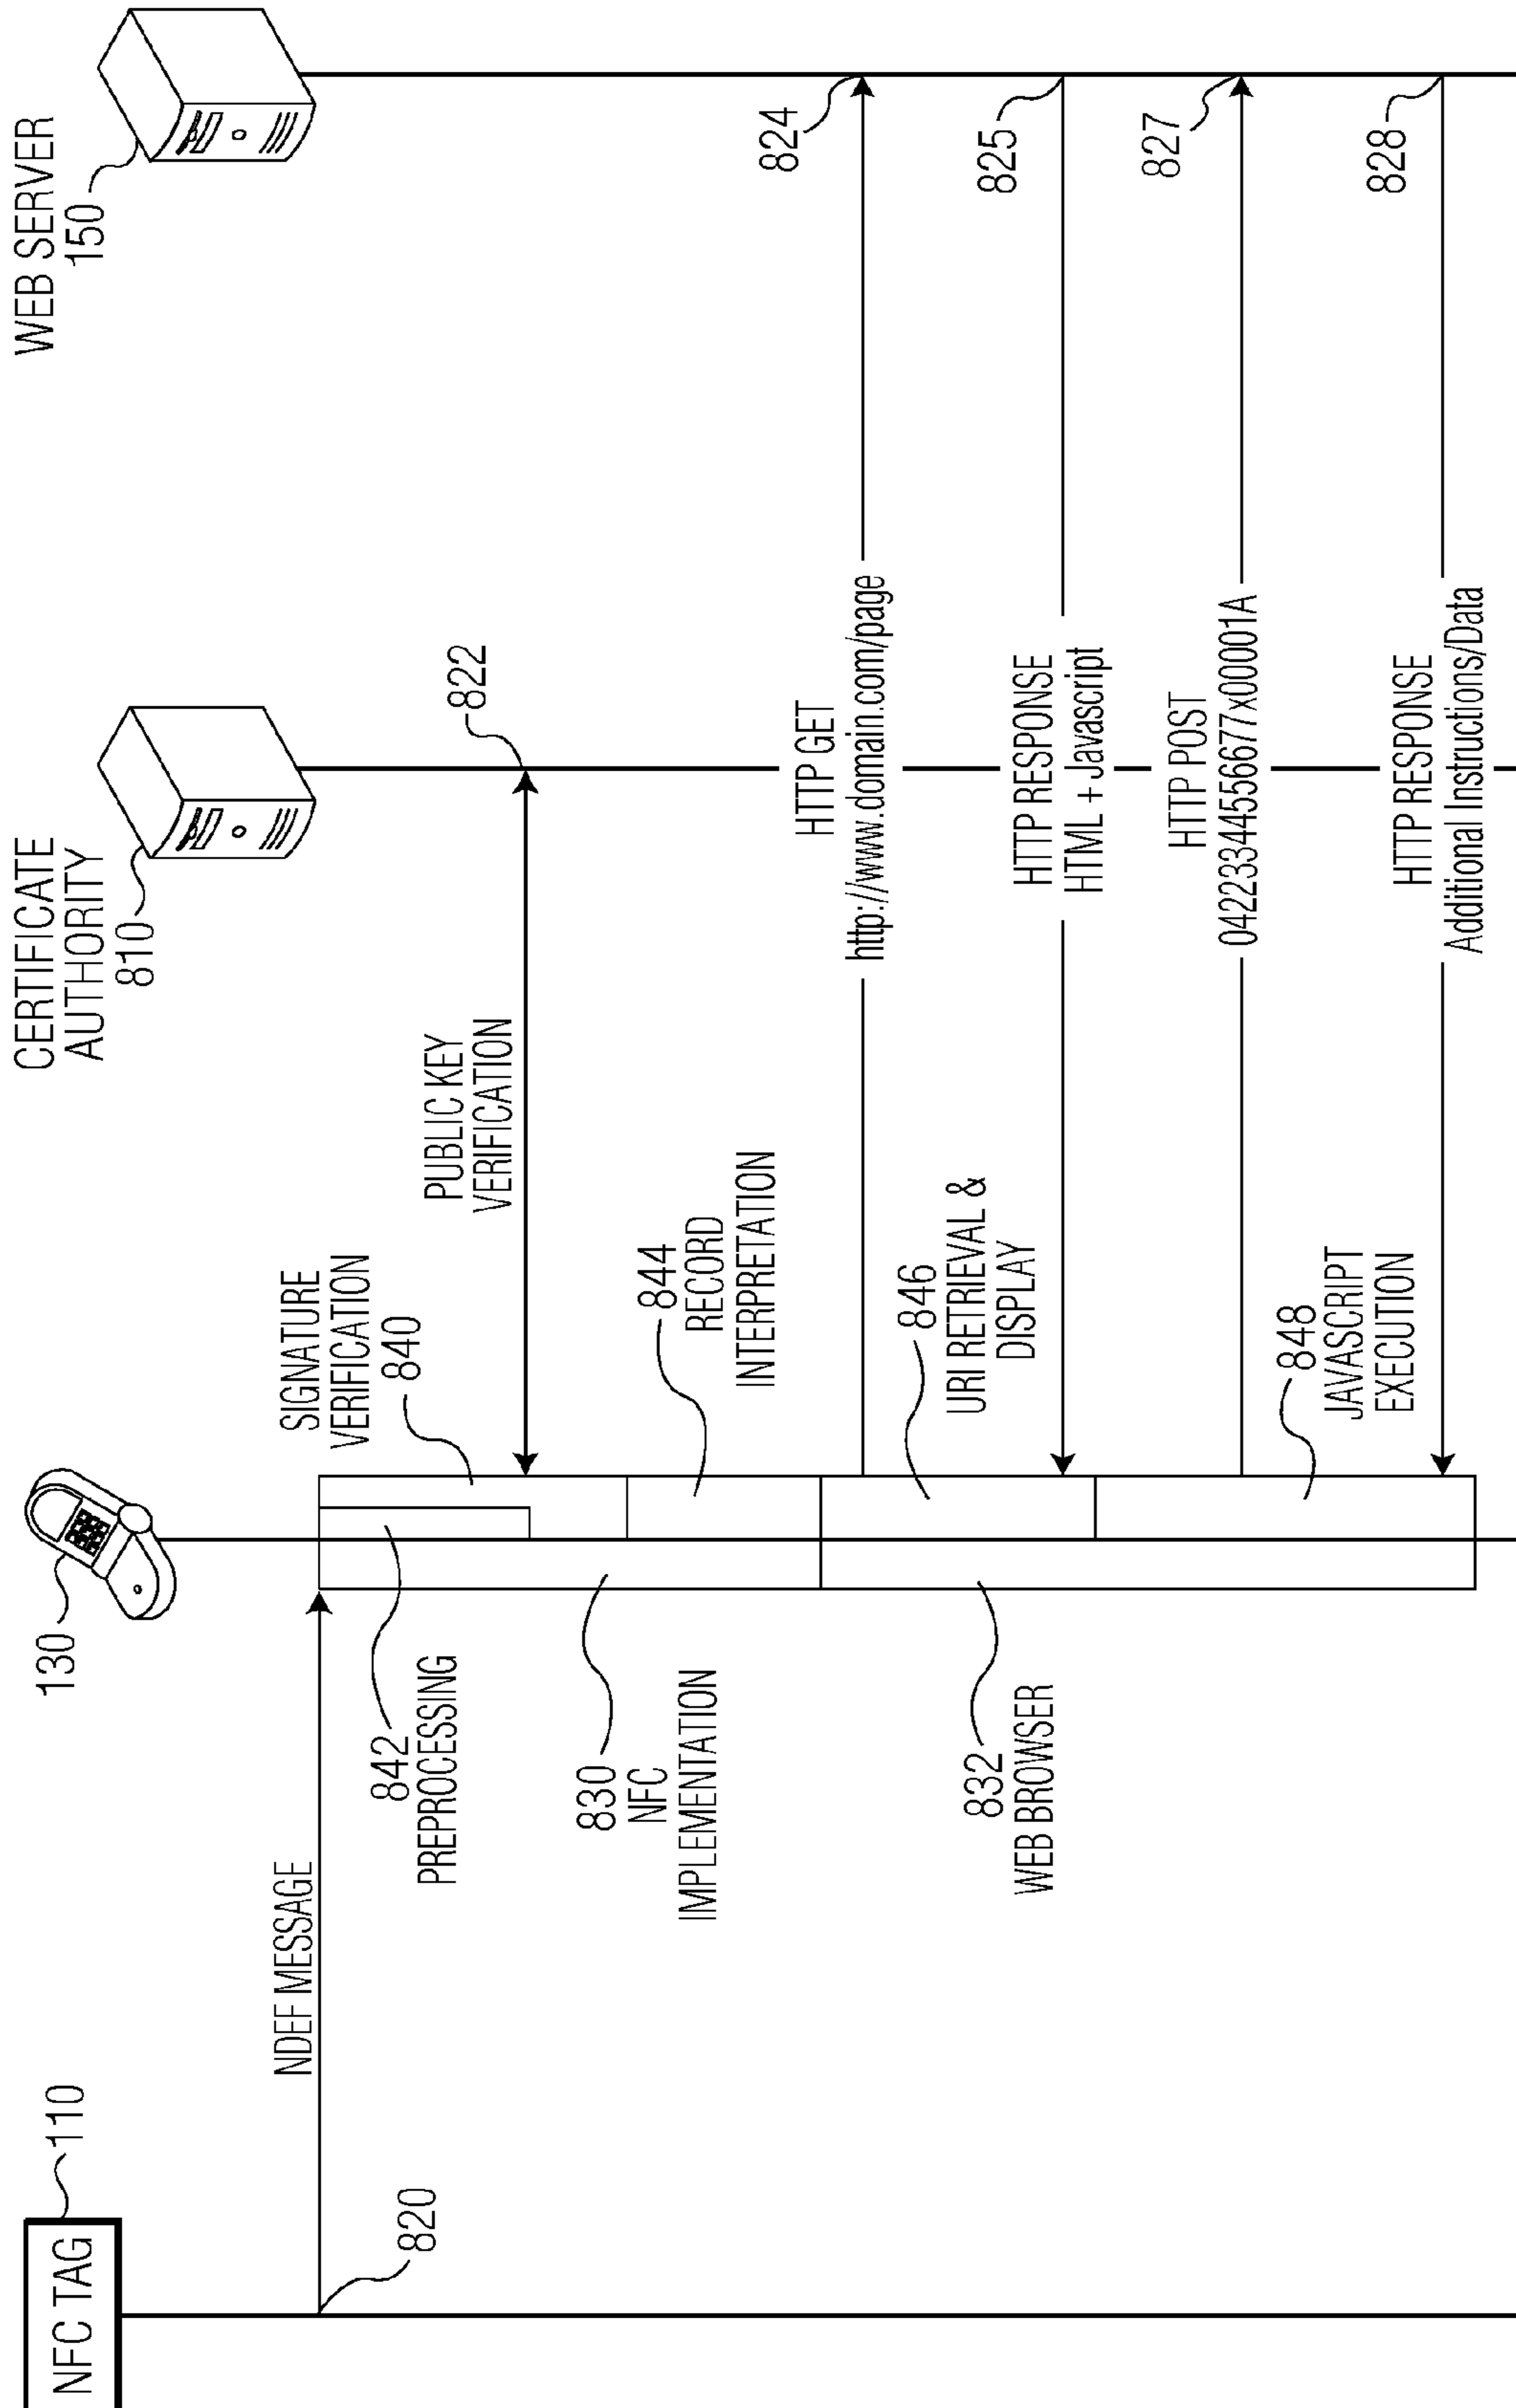 NFC TAG
110
130
CERTIFICATE
AUTHORITY
810
WEB SERVER
150
NDEF MESSAGE
820
SIGNATURE
VERIFICATION
840
842
PREPROCESSING
PUBLIC KEY
VERIFICATION
822
830
NFC
IMPLEMENTATION
844
RECORD
INTERPRETATION
HTTP GET
http://www.domain.com/page
824
846
URI RETRIEVAL &
DISPLAY
832
WEB BROWSER
HTTP RESPONSE
HTML + Javascript
825
HTTP POST
04223344556677x00001A
827
848
JAVASCRIPT
EXECUTION
HTTP RESPONSE
Additional Instructions/Data
828